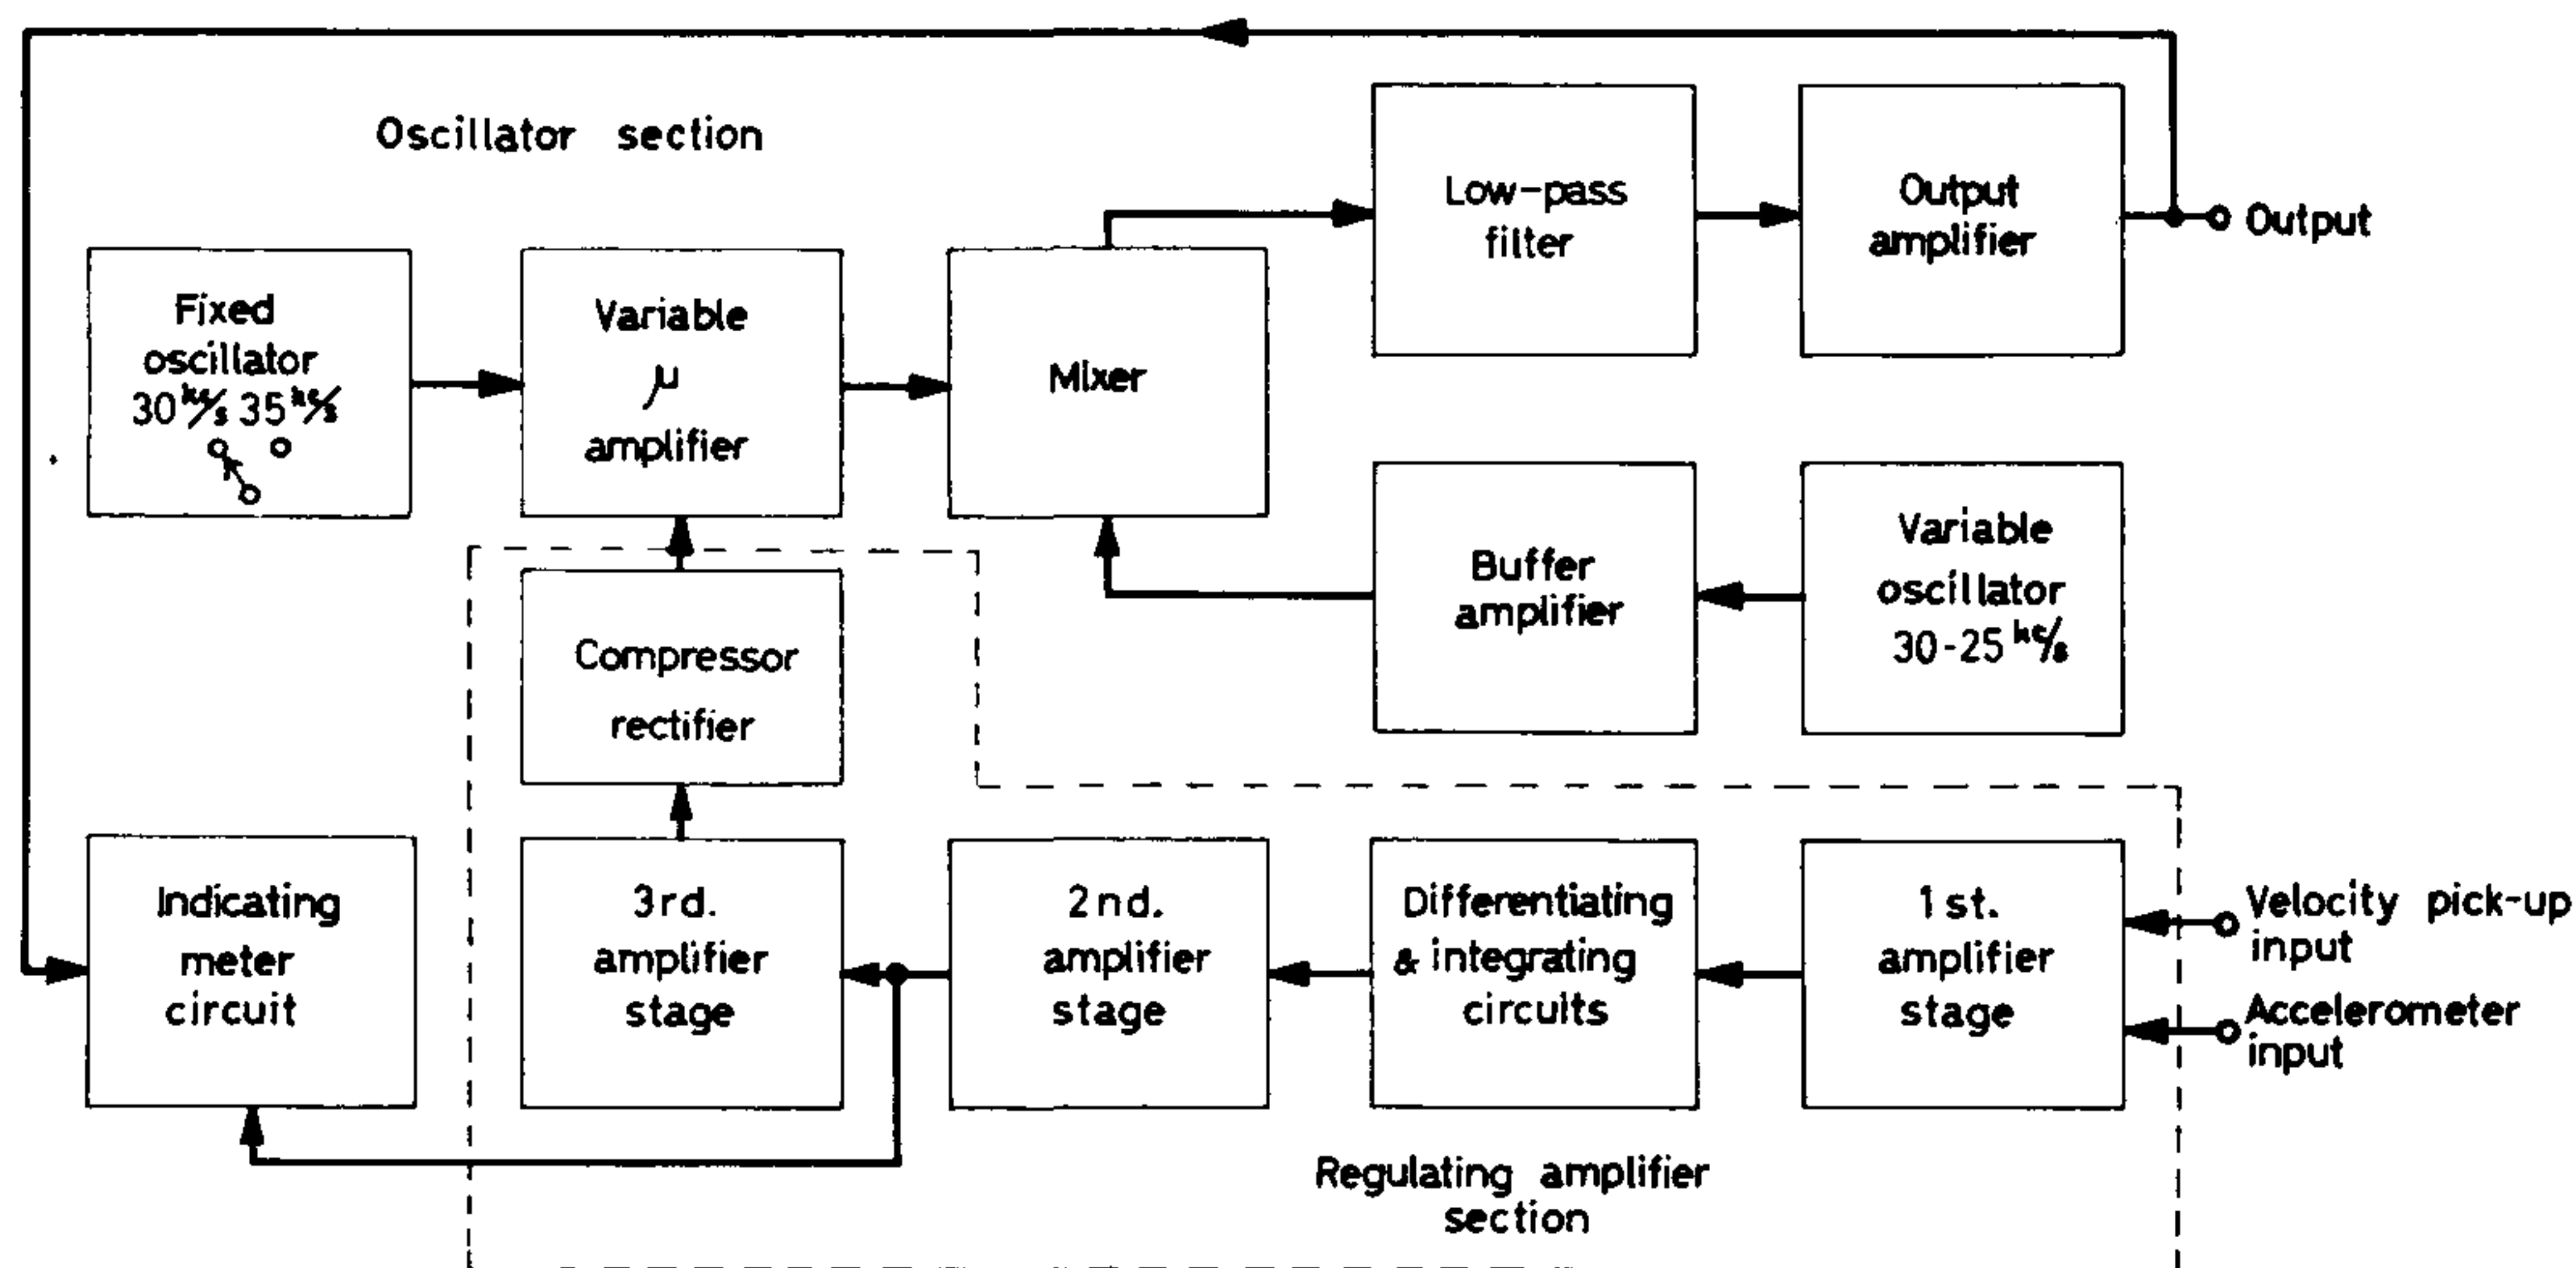 Oscillator section
Low-pass
filter
Output
amplifier
Output
Fixed
oscillator
30 kc/s 35 kc/s
Variable
μ
amplifier
Mixer
Buffer
amplifier
Variable
oscillator
30-25 kc/s
Compressor
rectifier
Indicating
meter
circuit
3rd.
amplifier
stage
2nd.
amplifier
stage
Differentiating
& integrating
circuits
1st.
amplifier
stage
Velocity pick-up
input
Accelerometer
input
Regulating amplifier
section